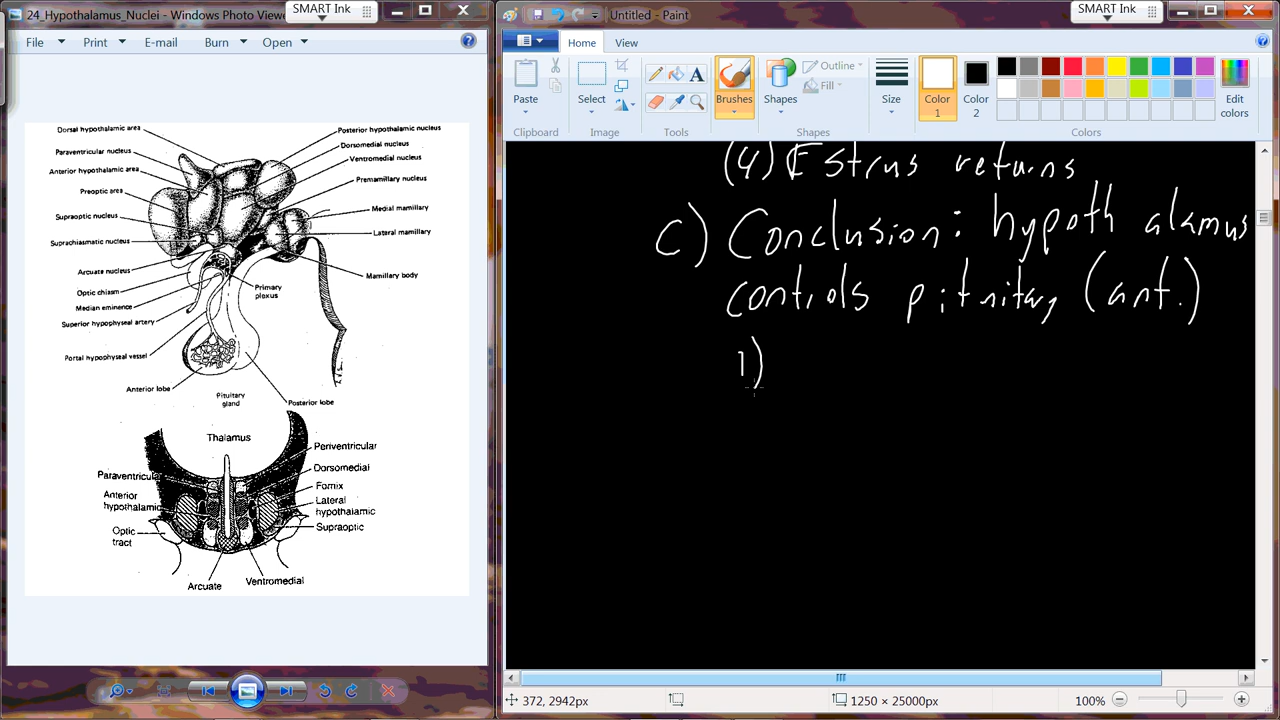 24_Hypothalamus_Nuclei - Windows Photo Viewe
SMART Ink
File
Print
E-mail
Burn
Open
Dorsal hypothalamic area
Paraventricular nucleus
Anterior hypothalamic area
Preoptic area
Supraoptic nucleus
Suprachiasmatic nucleus
Arcuate nucleus
Optic chiasm
Median eminence
Superior hypophyseal artery
Portal hypophyseal vessel
Anterior lobe
Pituitary
gland
Posterior lobe
Primary
plexus
Posterior hypothalamic nucleus
Dorsomedial nucleus
Ventromedial nucleus
Premamillary nucleus
Medial mamillary
Lateral mamillary
Mamillary body
Thalamus
Paraventricular
Anterior
hypothalamic
Optic
tract
Arcuate
Periventricular
Dorsomedial
Fornix
Lateral
hypothalamic
Supraoptic
Ventromedial
Untitled - Paint
SMART Ink
Home
View
Paste
Clipboard
Select
Image
Tools
Brushes
Shapes
Outline
Fill
Shapes
Size
Color
1
Color
2
Edit
colors
Colors
(4) Estrus returns
c) Conclusion: hypothalamus
controls pituitary (ant.)
1)
372, 2942px
1250 × 25000px
100%